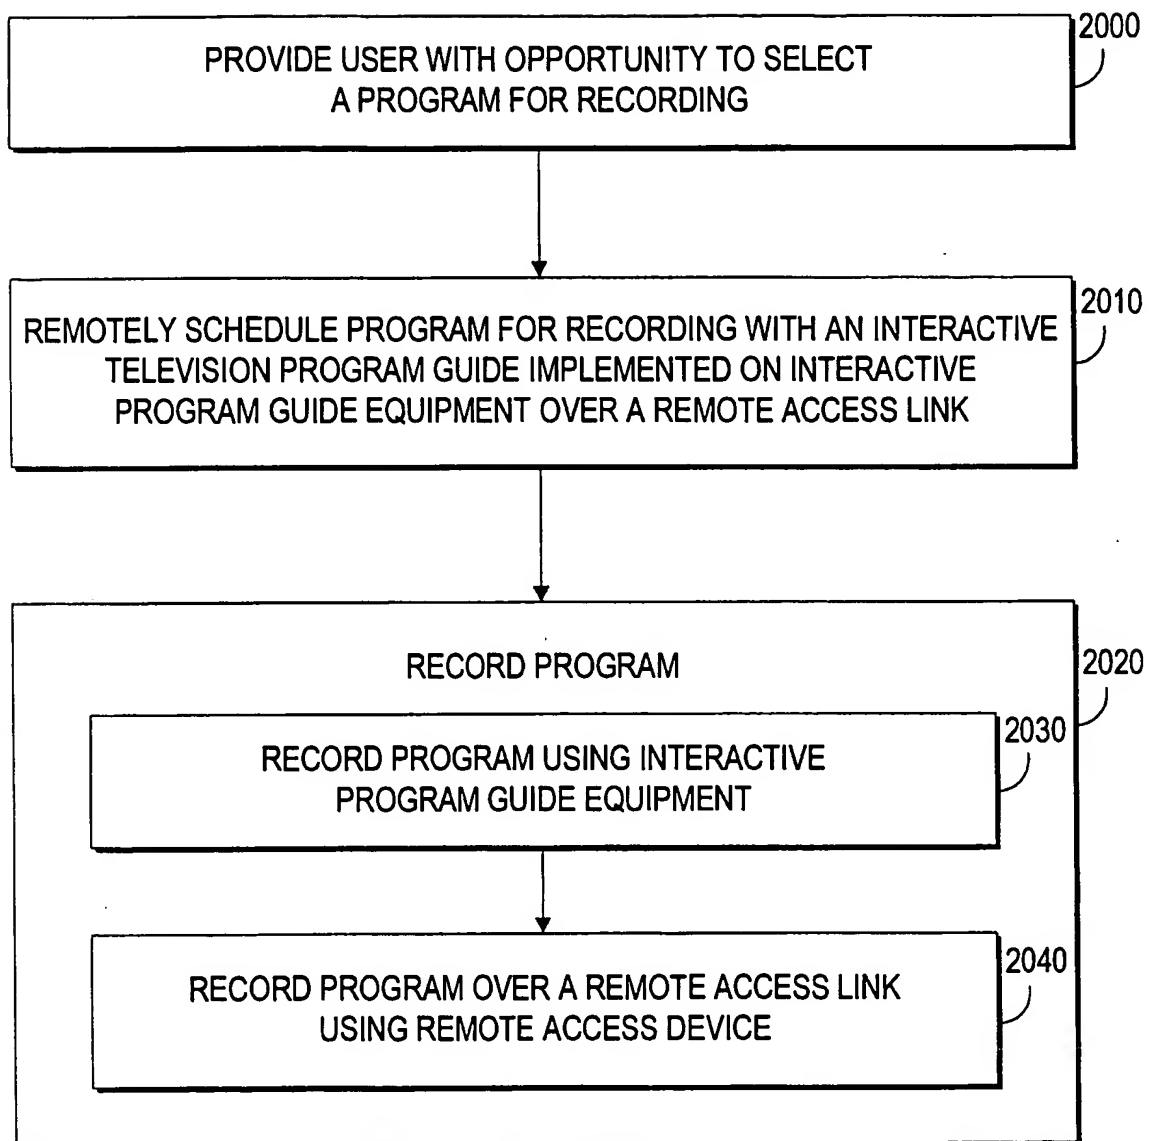 2000
PROVIDE USER WITH OPPORTUNITY TO SELECT
A PROGRAM FOR RECORDING
2010
REMOTELY SCHEDULE PROGRAM FOR RECORDING WITH AN INTERACTIVE
TELEVISION PROGRAM GUIDE IMPLEMENTED ON INTERACTIVE
PROGRAM GUIDE EQUIPMENT OVER A REMOTE ACCESS LINK
RECORD PROGRAM
2020
2030
RECORD PROGRAM USING INTERACTIVE
PROGRAM GUIDE EQUIPMENT
2040
RECORD PROGRAM OVER A REMOTE ACCESS LINK
USING REMOTE ACCESS DEVICE